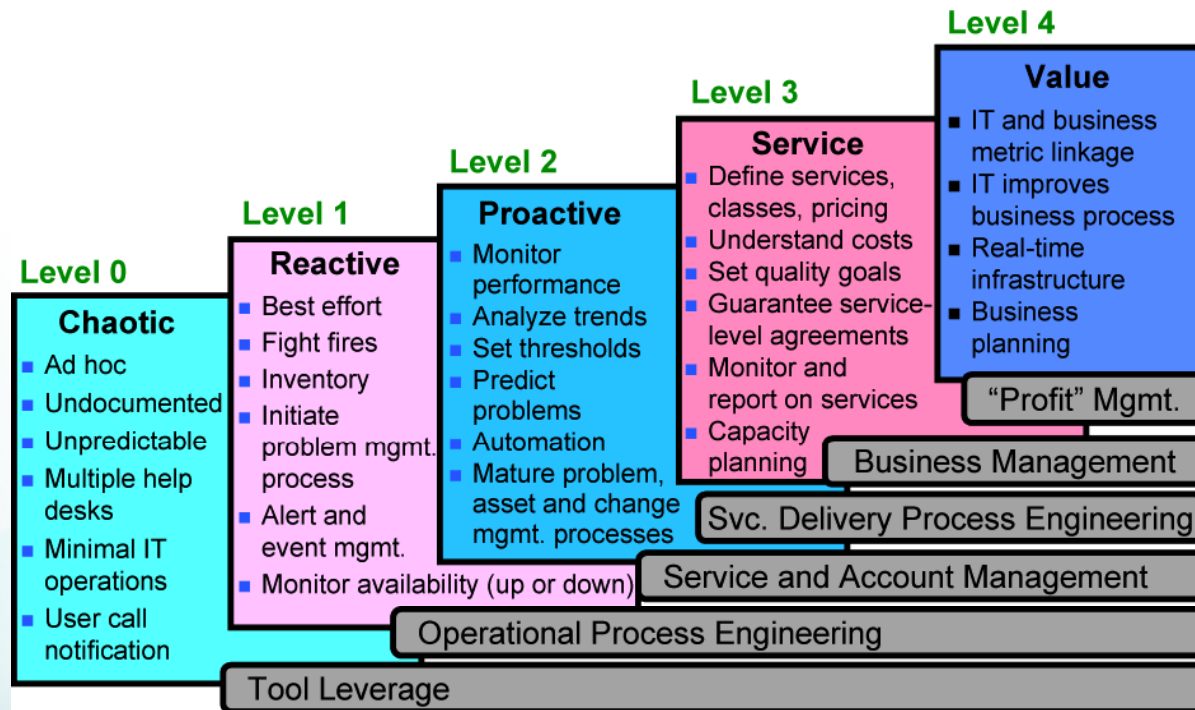 Level 0
Chaotic
Ad hoc
Undocumented
Unpredictable
Multiple help
desks
Minimal IT
operations
User call
notification
Level 1
Reactive
Best effort
Fight fires
Inventory
Initiate
problem mgmt.
process
Alert and
event mgmt.
Monitor availability (up or down)
Level 2
Proactive
Monitor
performance
Analyze trends
Set thresholds
Predict
problems
Automation
Mature problem,
asset and change
mgmt. processes
Level 3
Service
Define services,
classes, pricing
Understand costs
Set quality goals
Guarantee service-
level agreements
Monitor and
report on services
Capacity
planning
Level 4
Value
IT and business
metric linkage
IT improves
business process
Real-time
infrastructure
Business
planning
“Profit” Mgmt.
Business Management
Svc. Delivery Process Engineering
Service and Account Management
Operational Process Engineering
Tool Leverage